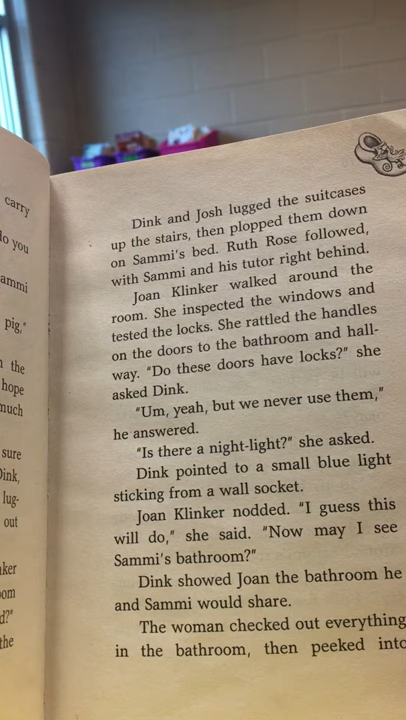 carry
you
ammi
pig,"
the
hope
much
sure
Dink,
lug-
out
nker
oom
d?"
the
Dink and Josh lugged the suitcases
up the stairs, then plopped them down
on Sammi's bed. Ruth Rose followed,
with Sammi and his tutor right behind.
Joan Klinker walked around the
room. She inspected the windows and
tested the locks. She rattled the handles
on the doors to the bathroom and hall-
way. "Do these doors have locks?" she
asked Dink.
"Um, yeah, but we never use them,"
he answered.
"Is there a night-light?" she asked.
Dink pointed to a small blue light
sticking from a wall socket.
Joan Klinker nodded. "I guess this
will do," she said. "Now may I see
Sammi's bathroom?"
Dink showed Joan the bathroom he
and Sammi would share.
The woman checked out everything
in the bathroom, then peeked into